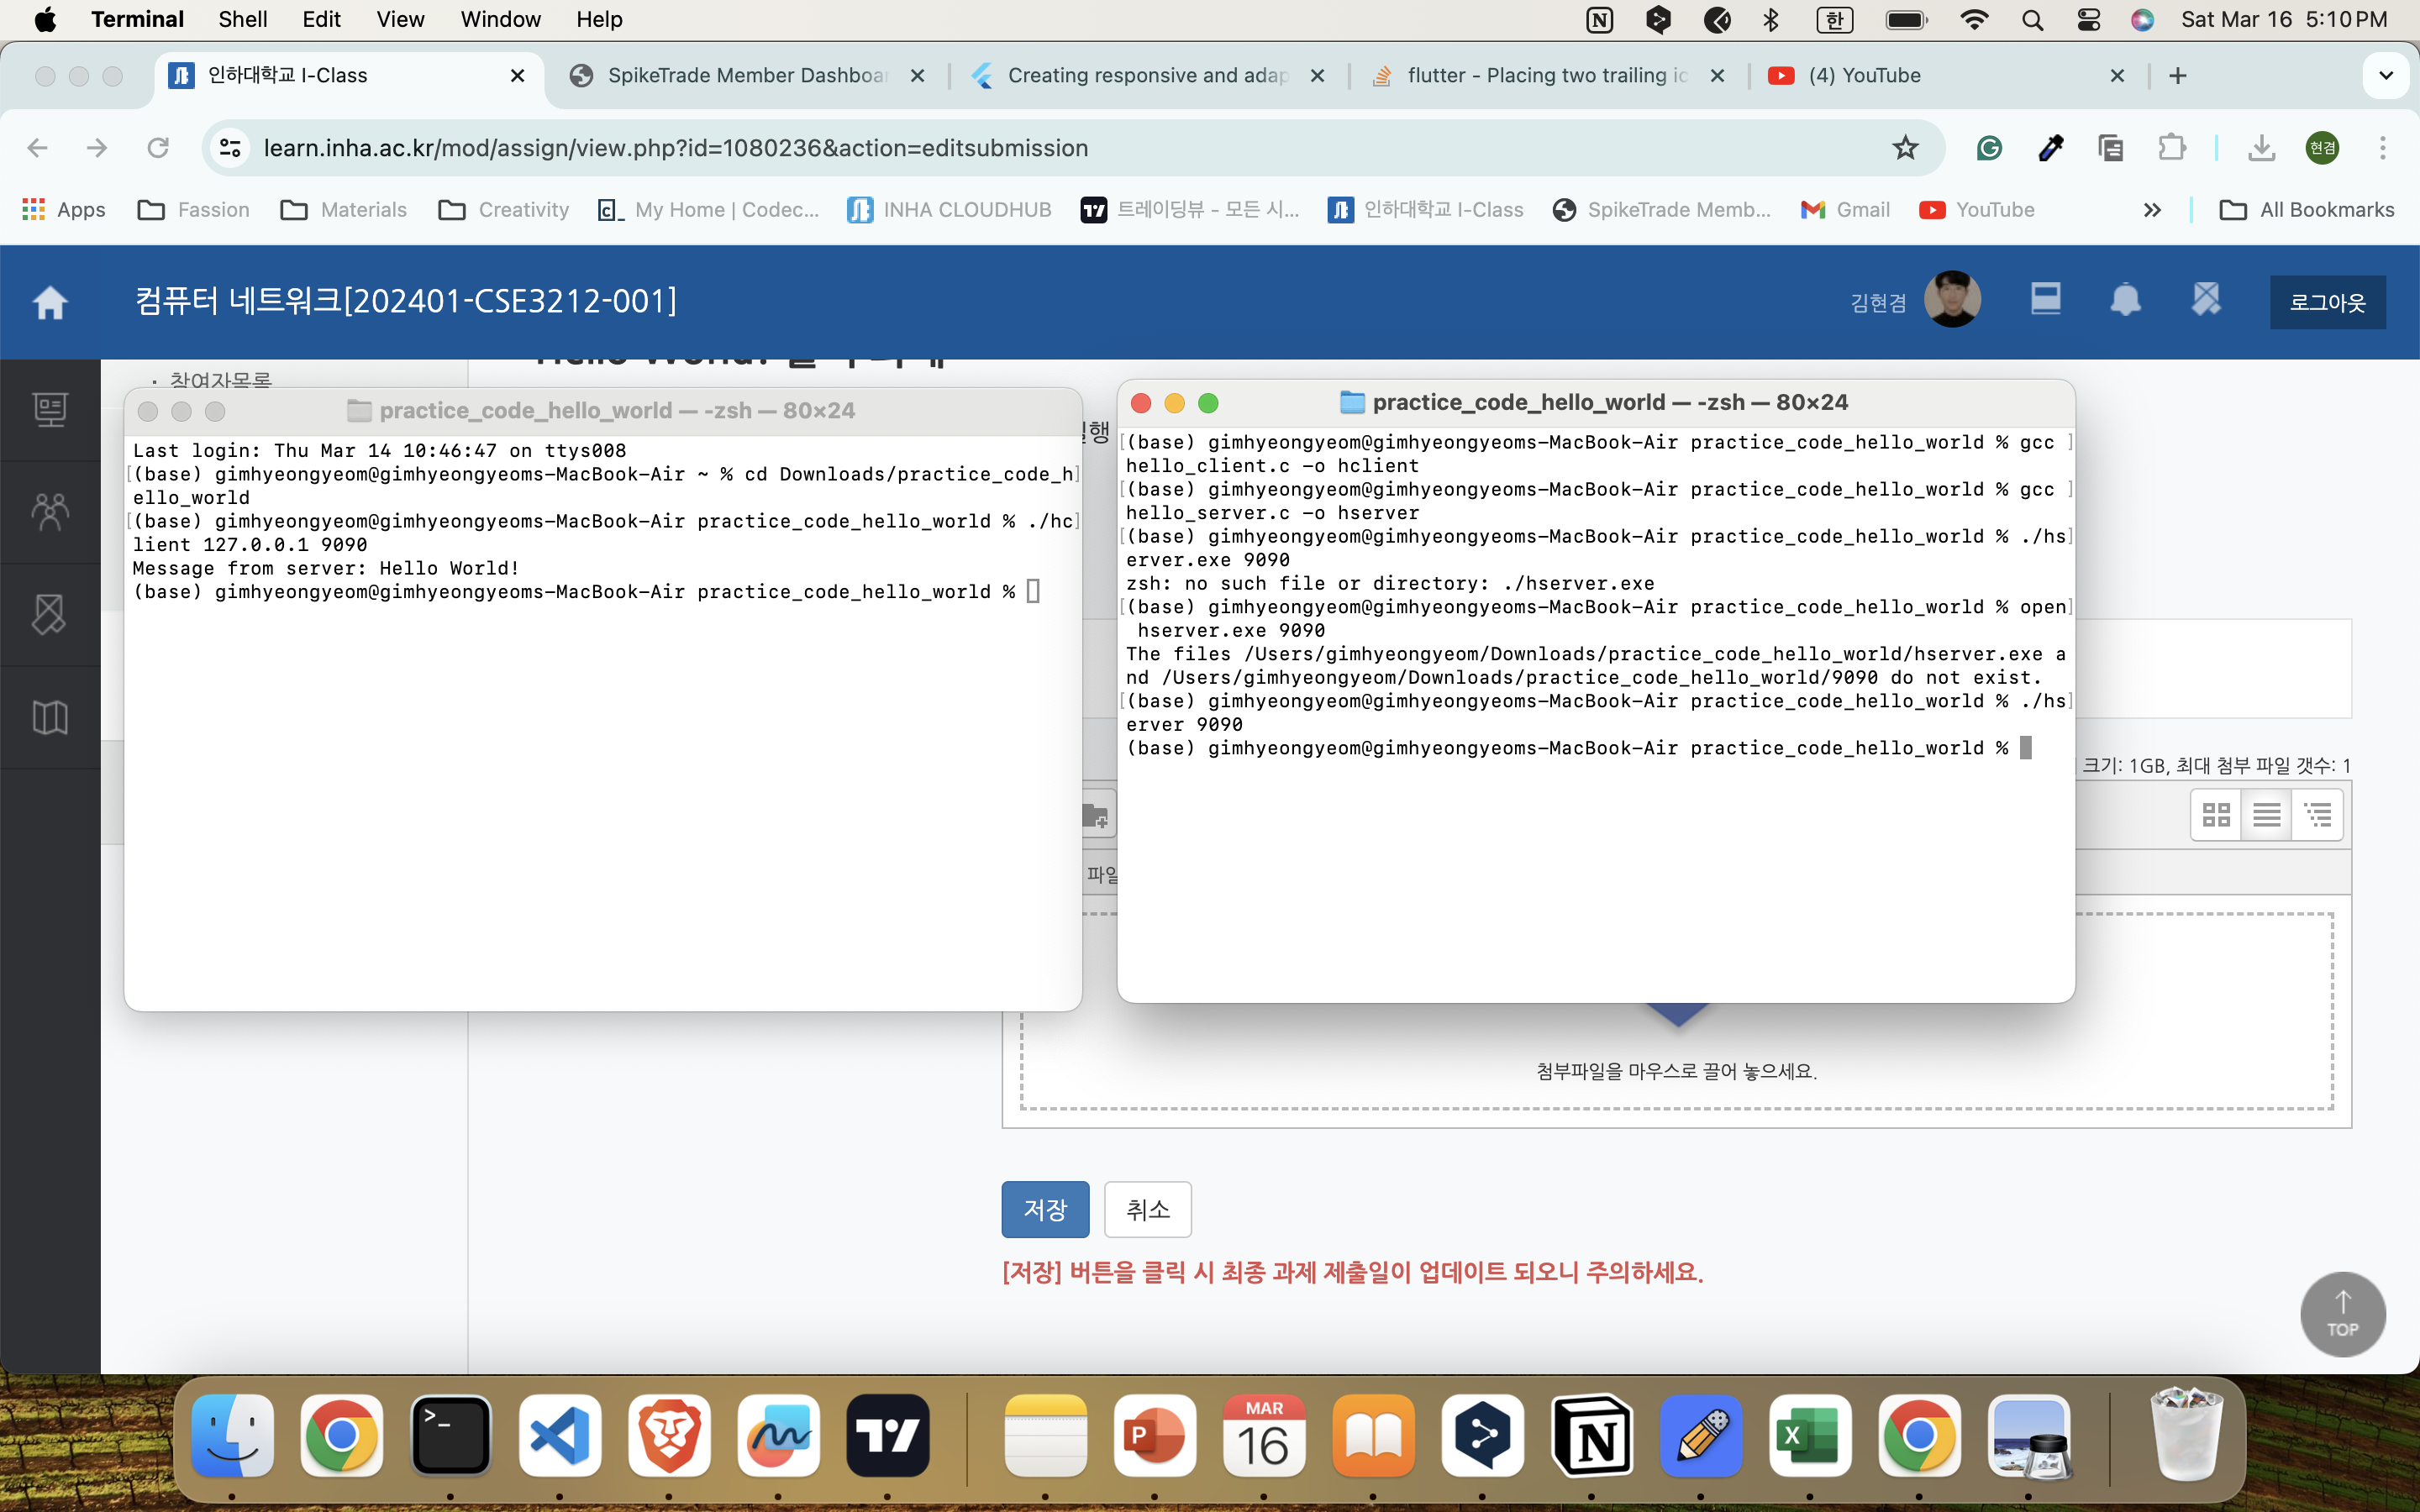 Terminal Shell Edit View Window Help 한 Sat Mar 16 5:10 PM
인하대학교 I-Class
SpikeTrade Member Dashboar
Creating responsive and adap
flutter - Placing two trailing ic
(4) YouTube
learn.inha.ac.kr/mod/assign/view.php?id=1080236&action=editsubmission
현겸
Apps Fassion Materials Creativity My Home | Codec... INHA CLOUDHUB 트레이딩뷰 - 모든 시... 인하대학교 I-Class SpikeTrade Memb... Gmail YouTube All Bookmarks
컴퓨터 네트워크[202401-CSE3212-001]
김현겸
로그아웃
· 참여자목록
practice_code_hello_world — -zsh — 80×24
Last login: Thu Mar 14 10:46:47 on ttys008
[(base) gimhyeongyeom@gimhyeongyeoms-MacBook-Air ~ % cd Downloads/practice_code_h]
ello_world
[(base) gimhyeongyeom@gimhyeongyeoms-MacBook-Air practice_code_hello_world % ./hc]
lient 127.0.0.1 9090
Message from server: Hello World!
(base) gimhyeongyeom@gimhyeongyeoms-MacBook-Air practice_code_hello_world %
practice_code_hello_world — -zsh — 80×24
[(base) gimhyeongyeom@gimhyeongyeoms-MacBook-Air practice_code_hello_world % gcc ]
hello_client.c -o hclient
[(base) gimhyeongyeom@gimhyeongyeoms-MacBook-Air practice_code_hello_world % gcc ]
hello_server.c -o hserver
[(base) gimhyeongyeom@gimhyeongyeoms-MacBook-Air practice_code_hello_world % ./hs]
erver.exe 9090
zsh: no such file or directory: ./hserver.exe
[(base) gimhyeongyeom@gimhyeongyeoms-MacBook-Air practice_code_hello_world % open]
 hserver.exe 9090
The files /Users/gimhyeongyeom/Downloads/practice_code_hello_world/hserver.exe a
nd /Users/gimhyeongyeom/Downloads/practice_code_hello_world/9090 do not exist.
[(base) gimhyeongyeom@gimhyeongyeoms-MacBook-Air practice_code_hello_world % ./hs]
erver 9090
(base) gimhyeongyeom@gimhyeongyeoms-MacBook-Air practice_code_hello_world %
크기: 1GB, 최대 첨부 파일 갯수: 1
파일
첨부파일을 마우스로 끌어 놓으세요.
저장 취소
[저장] 버튼을 클릭 시 최종 과제 제출일이 업데이트 되오니 주의하세요.
TOP
MAR
16